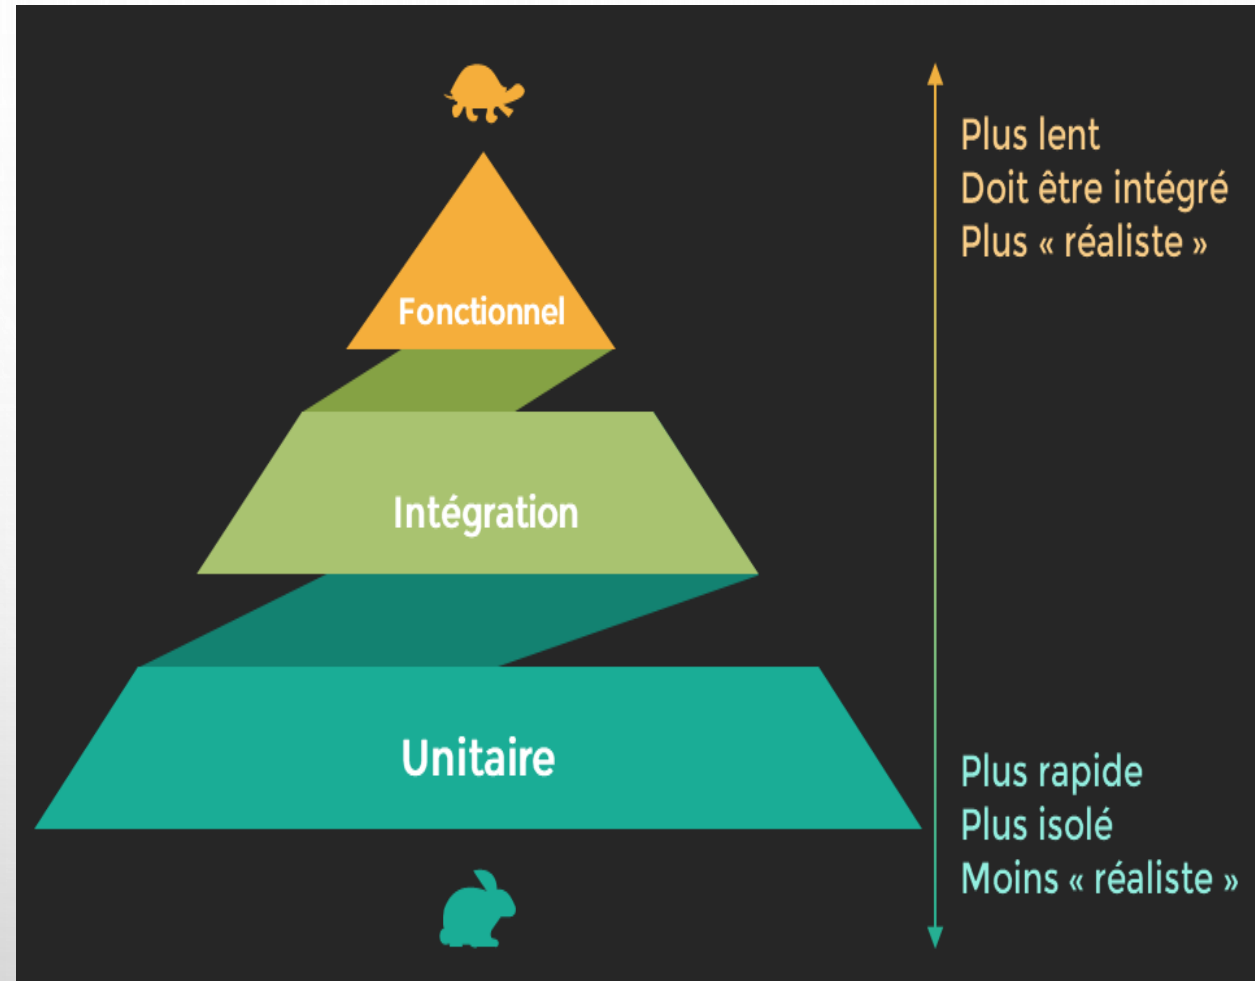 Plus lent
Doit être intégré
Plus « réaliste »
Fonctionnel
Intégration
Unitaire
Plus rapide
Plus isolé
Moins « réaliste »